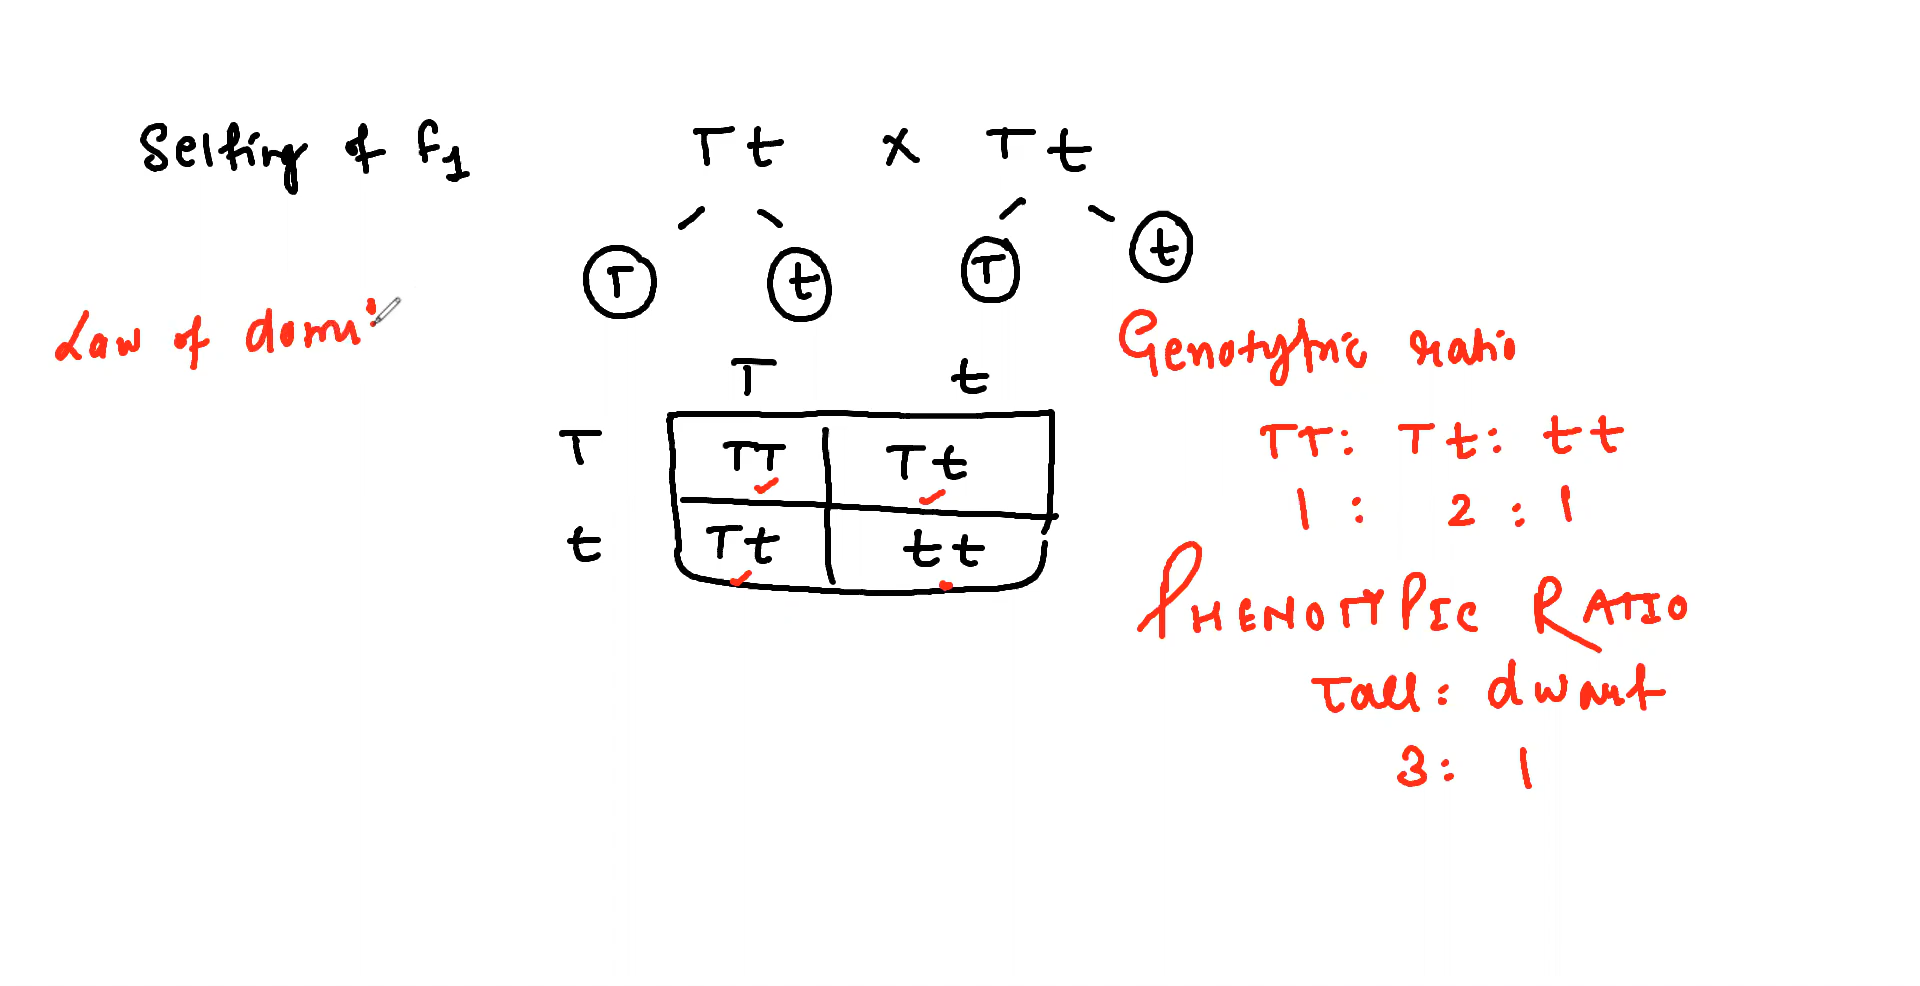 Selfing of F1 Tt x Tt
T t T t
Law of domi
T t
T TT Tt
t Tt tt
Genotypic ratio
TT: Tt: tt
1 : 2 : 1
PHENOTYPIC RATIO
Tall: dwarf
3: 1